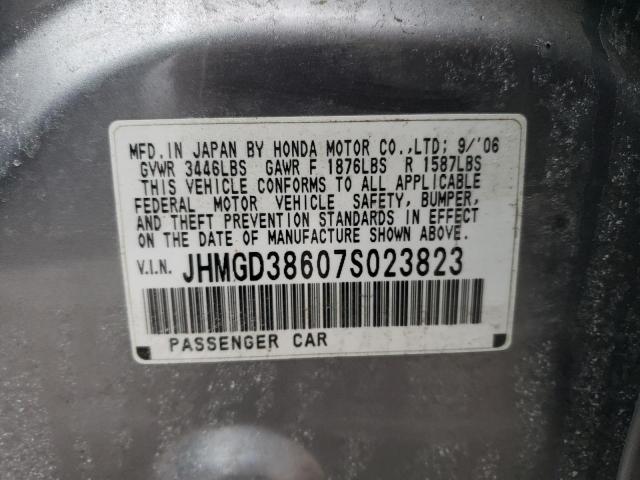 MFD.IN JAPAN BY HONDA MOTOR CO.,LTD; 9/'06
GVWR 3446LBS GAWR F 1876LBS R 1587LBS
THIS VEHICLE CONFORMS TO ALL APPLICABLE
FEDERAL MOTOR VEHICLE SAFETY, BUMPER,
AND THEFT PREVENTION STANDARDS IN EFFECT
ON THE DATE OF MANUFACTURE SHOWN ABOVE.
V.I.N. JHMGD38607S023823
PASSENGER CAR